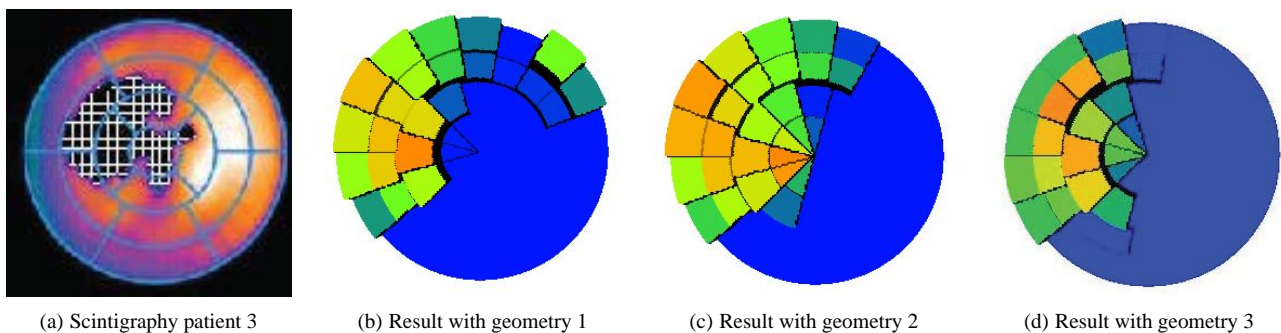 (a) Scintigraphy patient 3
(b) Result with geometry 1
(c) Result with geometry 2
(d) Result with geometry 3